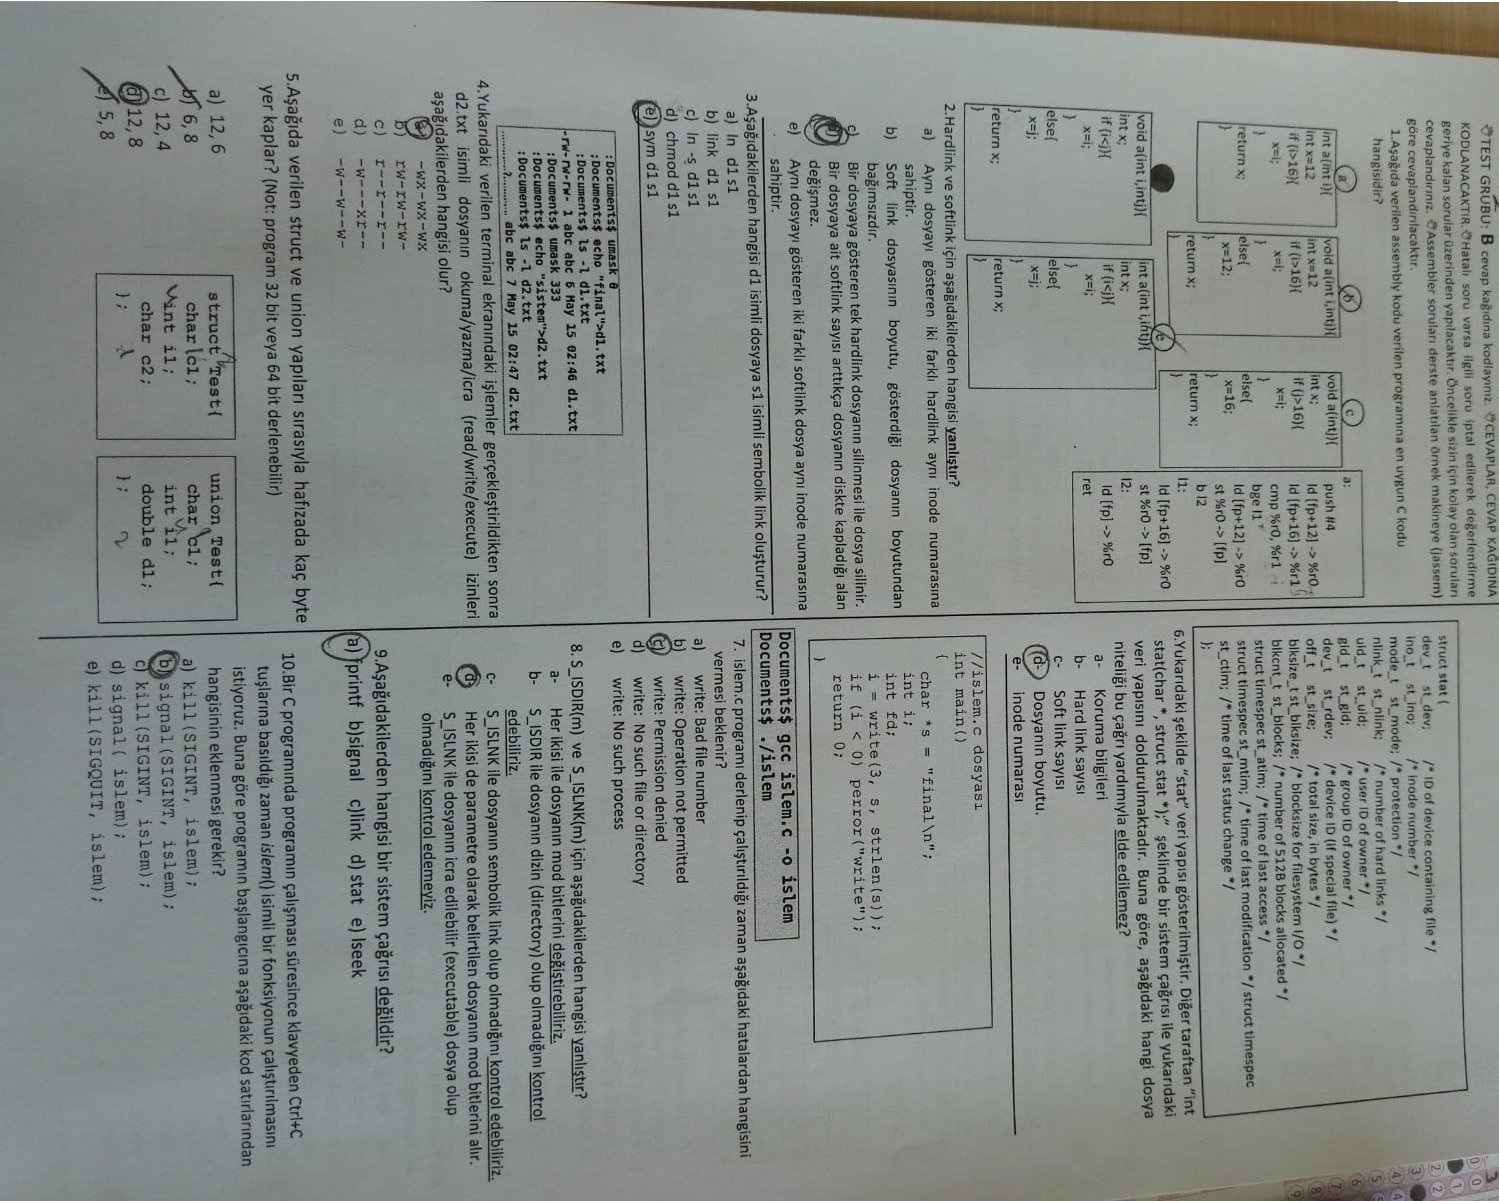 TEST GRUBU: B cevap kağıdına kodlayınız. CEVAPLAR, CEVAP KAĞIDINA
KODLANACAKTIR. Hatalı soru varsa ilgili soru iptal edilerek değerlendirme
geriye kalan sorular üzerinden yapılacaktır. Öncelikle sizin için kolay olan soruları
cevaplandırınız. Assembler soruları derste anlatılan örnek makineye (jassem)
göre cevaplandırılacaktır.
1.Aşağıda verilen assembly kodu verilen programına en uygun C kodu
hangisidir?
a
int a(int i){
int x=12
if (i>16){
x=i;
}
return x;
}
b
void a(int i,intj){
int x=12
if (i>16){
x=i;
}
else{
x=12;
}
return x;
}
c
void a(intj){
int x;
if (j>16){
x=i;
}
else{
x=16;
}
return x;
}
void a(int i,intj){
int x;
if (i<j){
x=i;
}
else{
x=j;
}
return x;
}
e
int a(int i,intj){
int x;
if (i<j){
x=i;
}
else{
x=j;
}
return x;
}
a:
push #4
ld [fp+12] -> %r0
ld [fp+16] -> %r1
cmp %r0, %r1
bge l1
ld [fp+12] -> %r0
st %r0 -> [fp]
b l2
l1:
ld [fp+16] -> %r0
st %r0 -> [fp]
l2:
ld [fp] -> %r0
ret
2.Hardlink ve softlink için aşağıdakilerden hangisi yanlıştır?
a) Aynı dosyayı gösteren iki farklı hardlink aynı inode numarasına
sahiptir.
b) Soft link dosyasının boyutu, gösterdiği dosyanın boyutundan
bağımsızdır.
c) Bir dosyaya gösteren tek hardlink dosyanın silinmesi ile dosya silinir.
d) Bir dosyaya ait softlink sayısı arttıkça dosyanın diskte kapladığı alan
değişmez.
e) Aynı dosyayı gösteren iki farklı softlink dosya aynı inode numarasına
sahiptir.
3.Aşağıdakilerden hangisi d1 isimli dosyaya s1 isimli sembolik link oluşturur?
a) ln d1 s1
b) link d1 s1
c) ln -s d1 s1
d) chmod d1 s1
e) sym d1 s1
:Documents$ umask 0
:Documents$ echo "final">d1.txt
:Documents$ ls -l d1.txt
-rw-rw-rw- 1 abc abc 6 May 15 02:46 d1.txt
:Documents$ umask 333
:Documents$ echo "sistem">d2.txt
:Documents$ ls -l d2.txt
............?............ abc abc 7 May 15 02:47 d2.txt
4.Yukarıdaki verilen terminal ekranındaki işlemler gerçekleştirildikten sonra
d2.txt isimli dosyanın okuma/yazma/icra (read/write/execute) izinleri
aşağıdakilerden hangisi olur?
a) -wx-wx-wx
b) rw-rw-rw-
c) r--r--r--
d) -w---xr--
e) -w--w--w-
5.Aşağıda verilen struct ve union yapıları sırasıyla hafızada kaç byte
yer kaplar? (Not: program 32 bit veya 64 bit derlenebilir)
a) 12, 6
b) 6, 8
c) 12, 4
d) 12, 8
e) 5, 8
struct Test{
char c1;
int i1;
char c2;
};
union Test{
char c1;
int i1;
double d1;
};
struct stat {
dev_t st_dev; /* ID of device containing file */
ino_t st_ino; /* inode number */
mode_t st_mode; /* protection */
nlink_t st_nlink; /* number of hard links */
uid_t st_uid; /* user ID of owner */
gid_t st_gid; /* group ID of owner */
dev_t st_rdev; /* device ID (if special file) */
off_t st_size; /* total size, in bytes */
blksize_t st_blksize; /* blocksize for filesystem I/O */
blkcnt_t st_blocks; /* number of 512B blocks allocated */
struct timespec st_atim; /* time of last access */
struct timespec st_mtim; /* time of last modification */ struct timespec
st_ctim; /* time of last status change */
};
6.Yukarıdaki şekilde “stat” veri yapısı gösterilmiştir. Diğer taraftan “int
stat(char *, struct stat *);” şeklinde bir sistem çağrısı ile yukarıdaki
veri yapısını doldurulmaktadır. Buna göre, aşağıdaki hangi dosya
niteliği bu çağrı yardımıyla elde edilemez?
a- Koruma bilgileri
b- Hard link sayısı
c- Soft link sayısı
d- Dosyanın boyutu.
e- inode numarası
//islem.c dosyası
int main()
{
char *s = "final\n";
int i;
int fd;
i = write(3, s, strlen(s));
if (i < 0) perror("write");
return 0;
}
Documents$ gcc islem.c -o islem
Documents$ ./islem
7. islem.c programı derlenip çalıştırıldığı zaman aşağıdaki hatalardan hangisini
vermesi beklenir?
a) write: Bad file number
b) write: Operation not permitted
c) write: Permission denied
d) write: No such file or directory
e) write: No such process
8. S_ISDIR(m) ve S_ISLNK(m) için aşağıdakilerden hangisi yanlıştır?
a- Her ikisi ile dosyanın mod bitlerini değiştirebiliriz.
b- S_ISDIR ile dosyanın dizin (directory) olup olmadığını kontrol
edebiliriz.
c- S_ISLNK ile dosyanın sembolik link olup olmadığını kontrol edebiliriz.
d- Her ikisi de parametre olarak belirtilen dosyanın mod bitlerini alır.
e- S_ISLNK ile dosyanın icra edilebilir (executable) dosya olup
olmadığını kontrol edemeyiz.
9.Aşağıdakilerden hangisi bir sistem çağrısı değildir?
a) fprintf b)signal c)link d) stat e) lseek
10.Bir C programında programın çalışması süresince klavyeden Ctrl+C
tuşlarına basıldığı zaman islem() isimli bir fonksiyonun çalıştırılmasını
istiyoruz. Buna göre programın başlangıcına aşağıdaki kod satırlarından
hangisinin eklenmesi gerekir?
a) kill(SIGINT, islem);
b) signal(SIGINT, islem);
c) kill(SIGINT, islem);
d) signal( islem);
e) kill(SIGQUIT, islem);